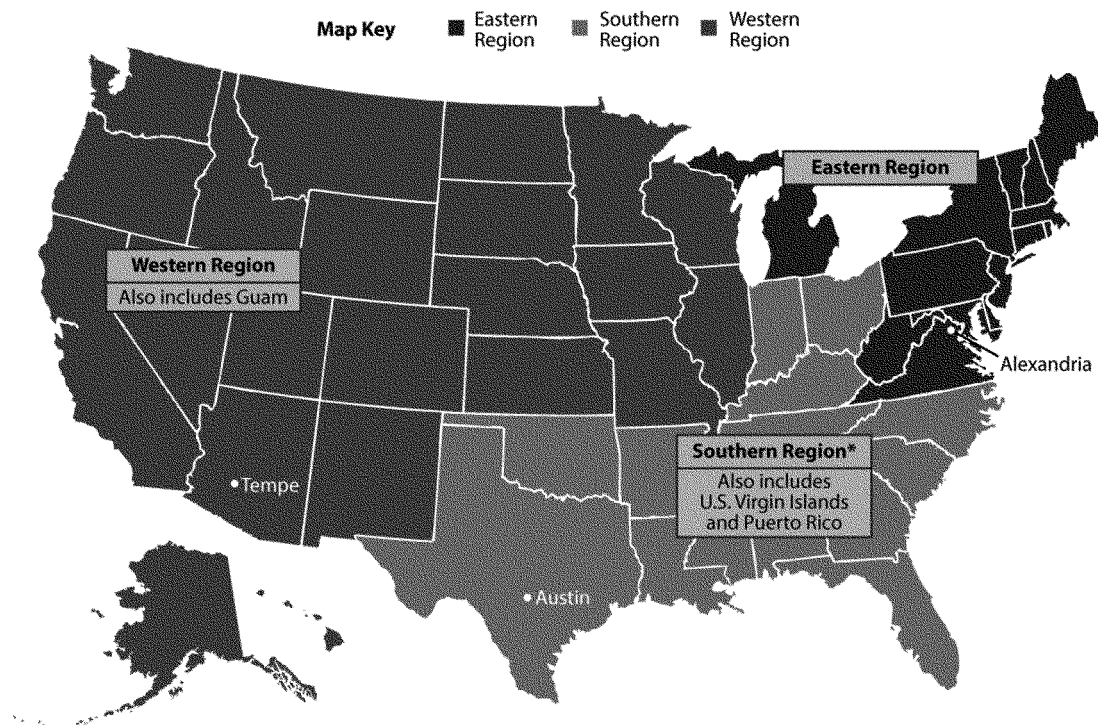 Map Key
Eastern
Region
Southern
Region
Western
Region
Eastern Region
Western Region
Also includes Guam
Alexandria
Southern Region*
Also includes
U.S. Virgin Islands
and Puerto Rico
Tempe
Austin